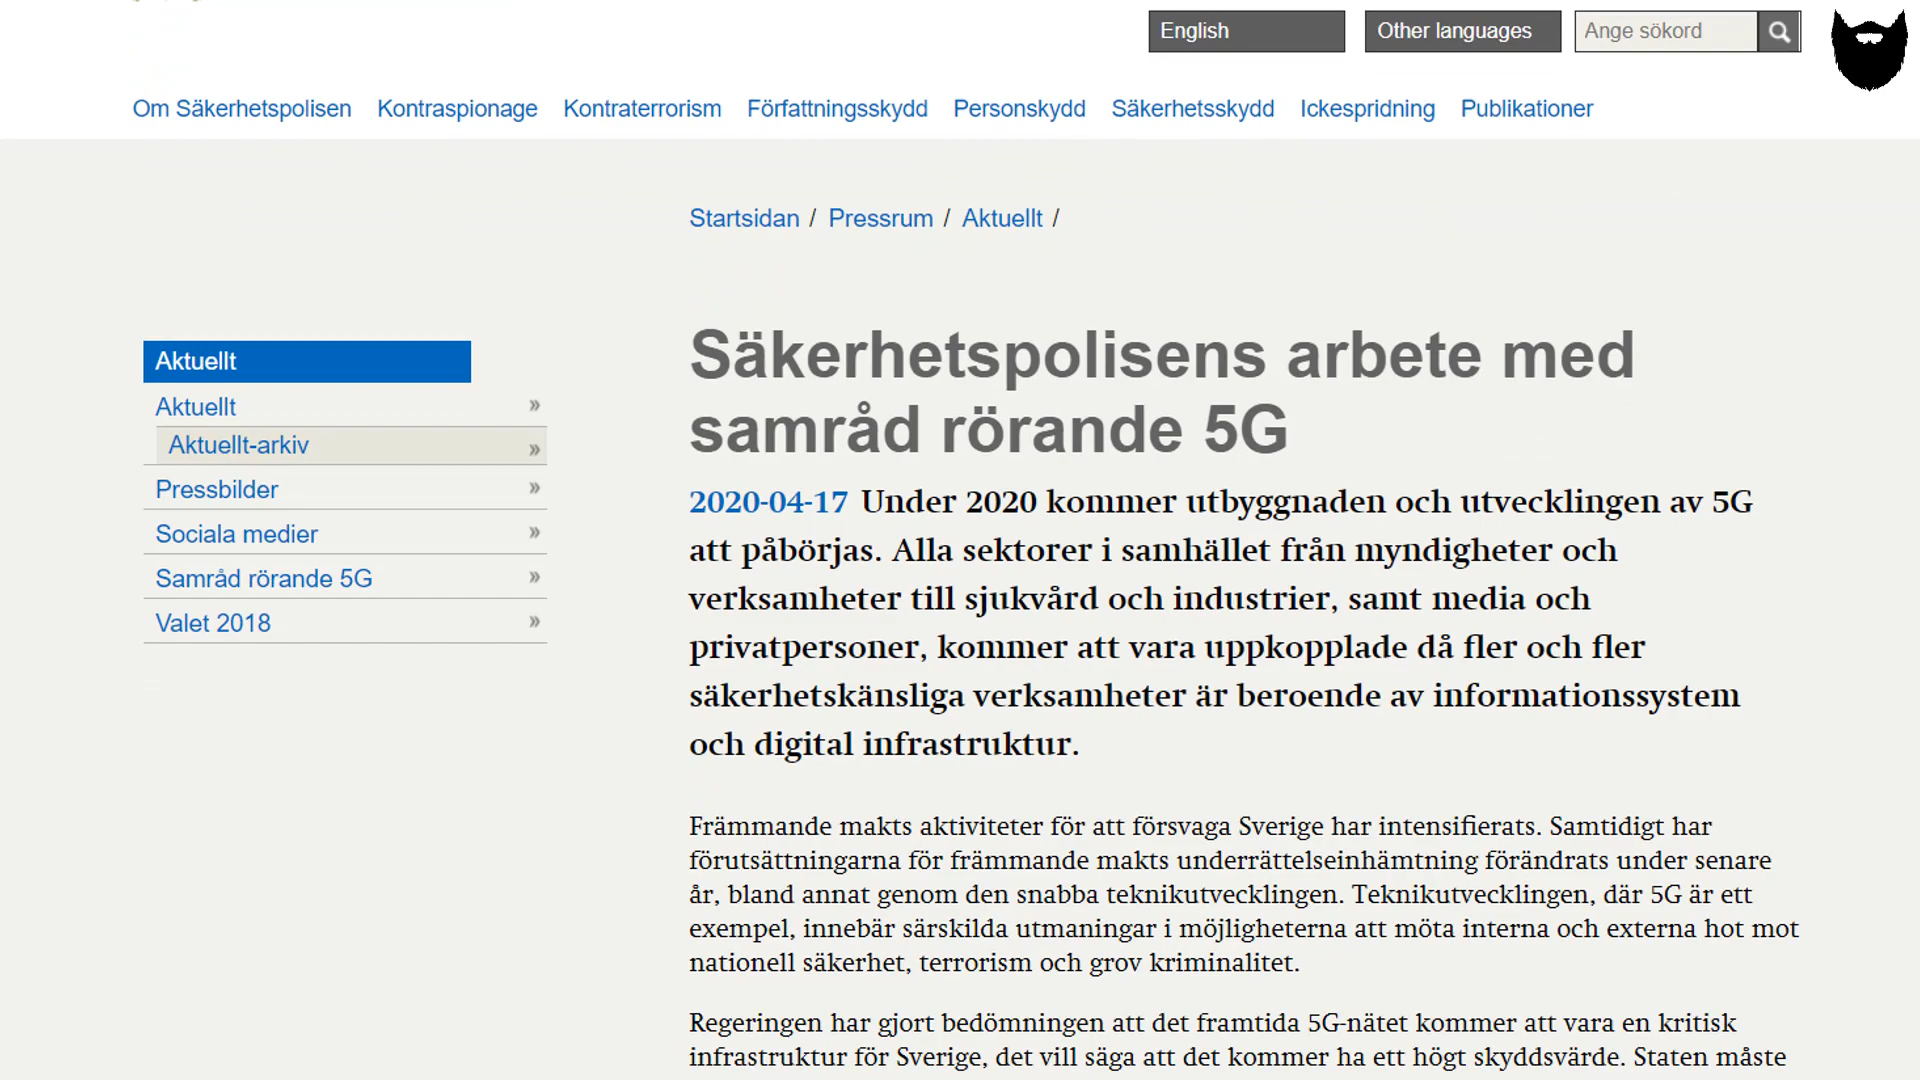 English
Other languages
Ange sökord
Om Säkerhetspolisen Kontraspionage Kontraterrorism Författningsskydd Personskydd Säkerhetsskydd Ickespridning Publikationer
Startsidan / Pressrum / Aktuellt /
Aktuellt
Aktuellt »
Aktuellt-arkiv »
Pressbilder »
Sociala medier »
Samråd rörande 5G »
Valet 2018 »
Säkerhetspolisens arbete med
samråd rörande 5G
2020-04-17 Under 2020 kommer utbyggnaden och utvecklingen av 5G
att påbörjas. Alla sektorer i samhället från myndigheter och
verksamheter till sjukvård och industrier, samt media och
privatpersoner, kommer att vara uppkopplade då fler och fler
säkerhetskänsliga verksamheter är beroende av informationssystem
och digital infrastruktur.
Främmande makts aktiviteter för att försvaga Sverige har intensifierats. Samtidigt har
förutsättningarna för främmande makts underrättelseinhämtning förändrats under senare
år, bland annat genom den snabba teknikutvecklingen. Teknikutvecklingen, där 5G är ett
exempel, innebär särskilda utmaningar i möjligheterna att möta interna och externa hot mot
nationell säkerhet, terrorism och grov kriminalitet.
Regeringen har gjort bedömningen att det framtida 5G-nätet kommer att vara en kritisk
infrastruktur för Sverige, det vill säga att det kommer ha ett högt skyddsvärde. Staten måste